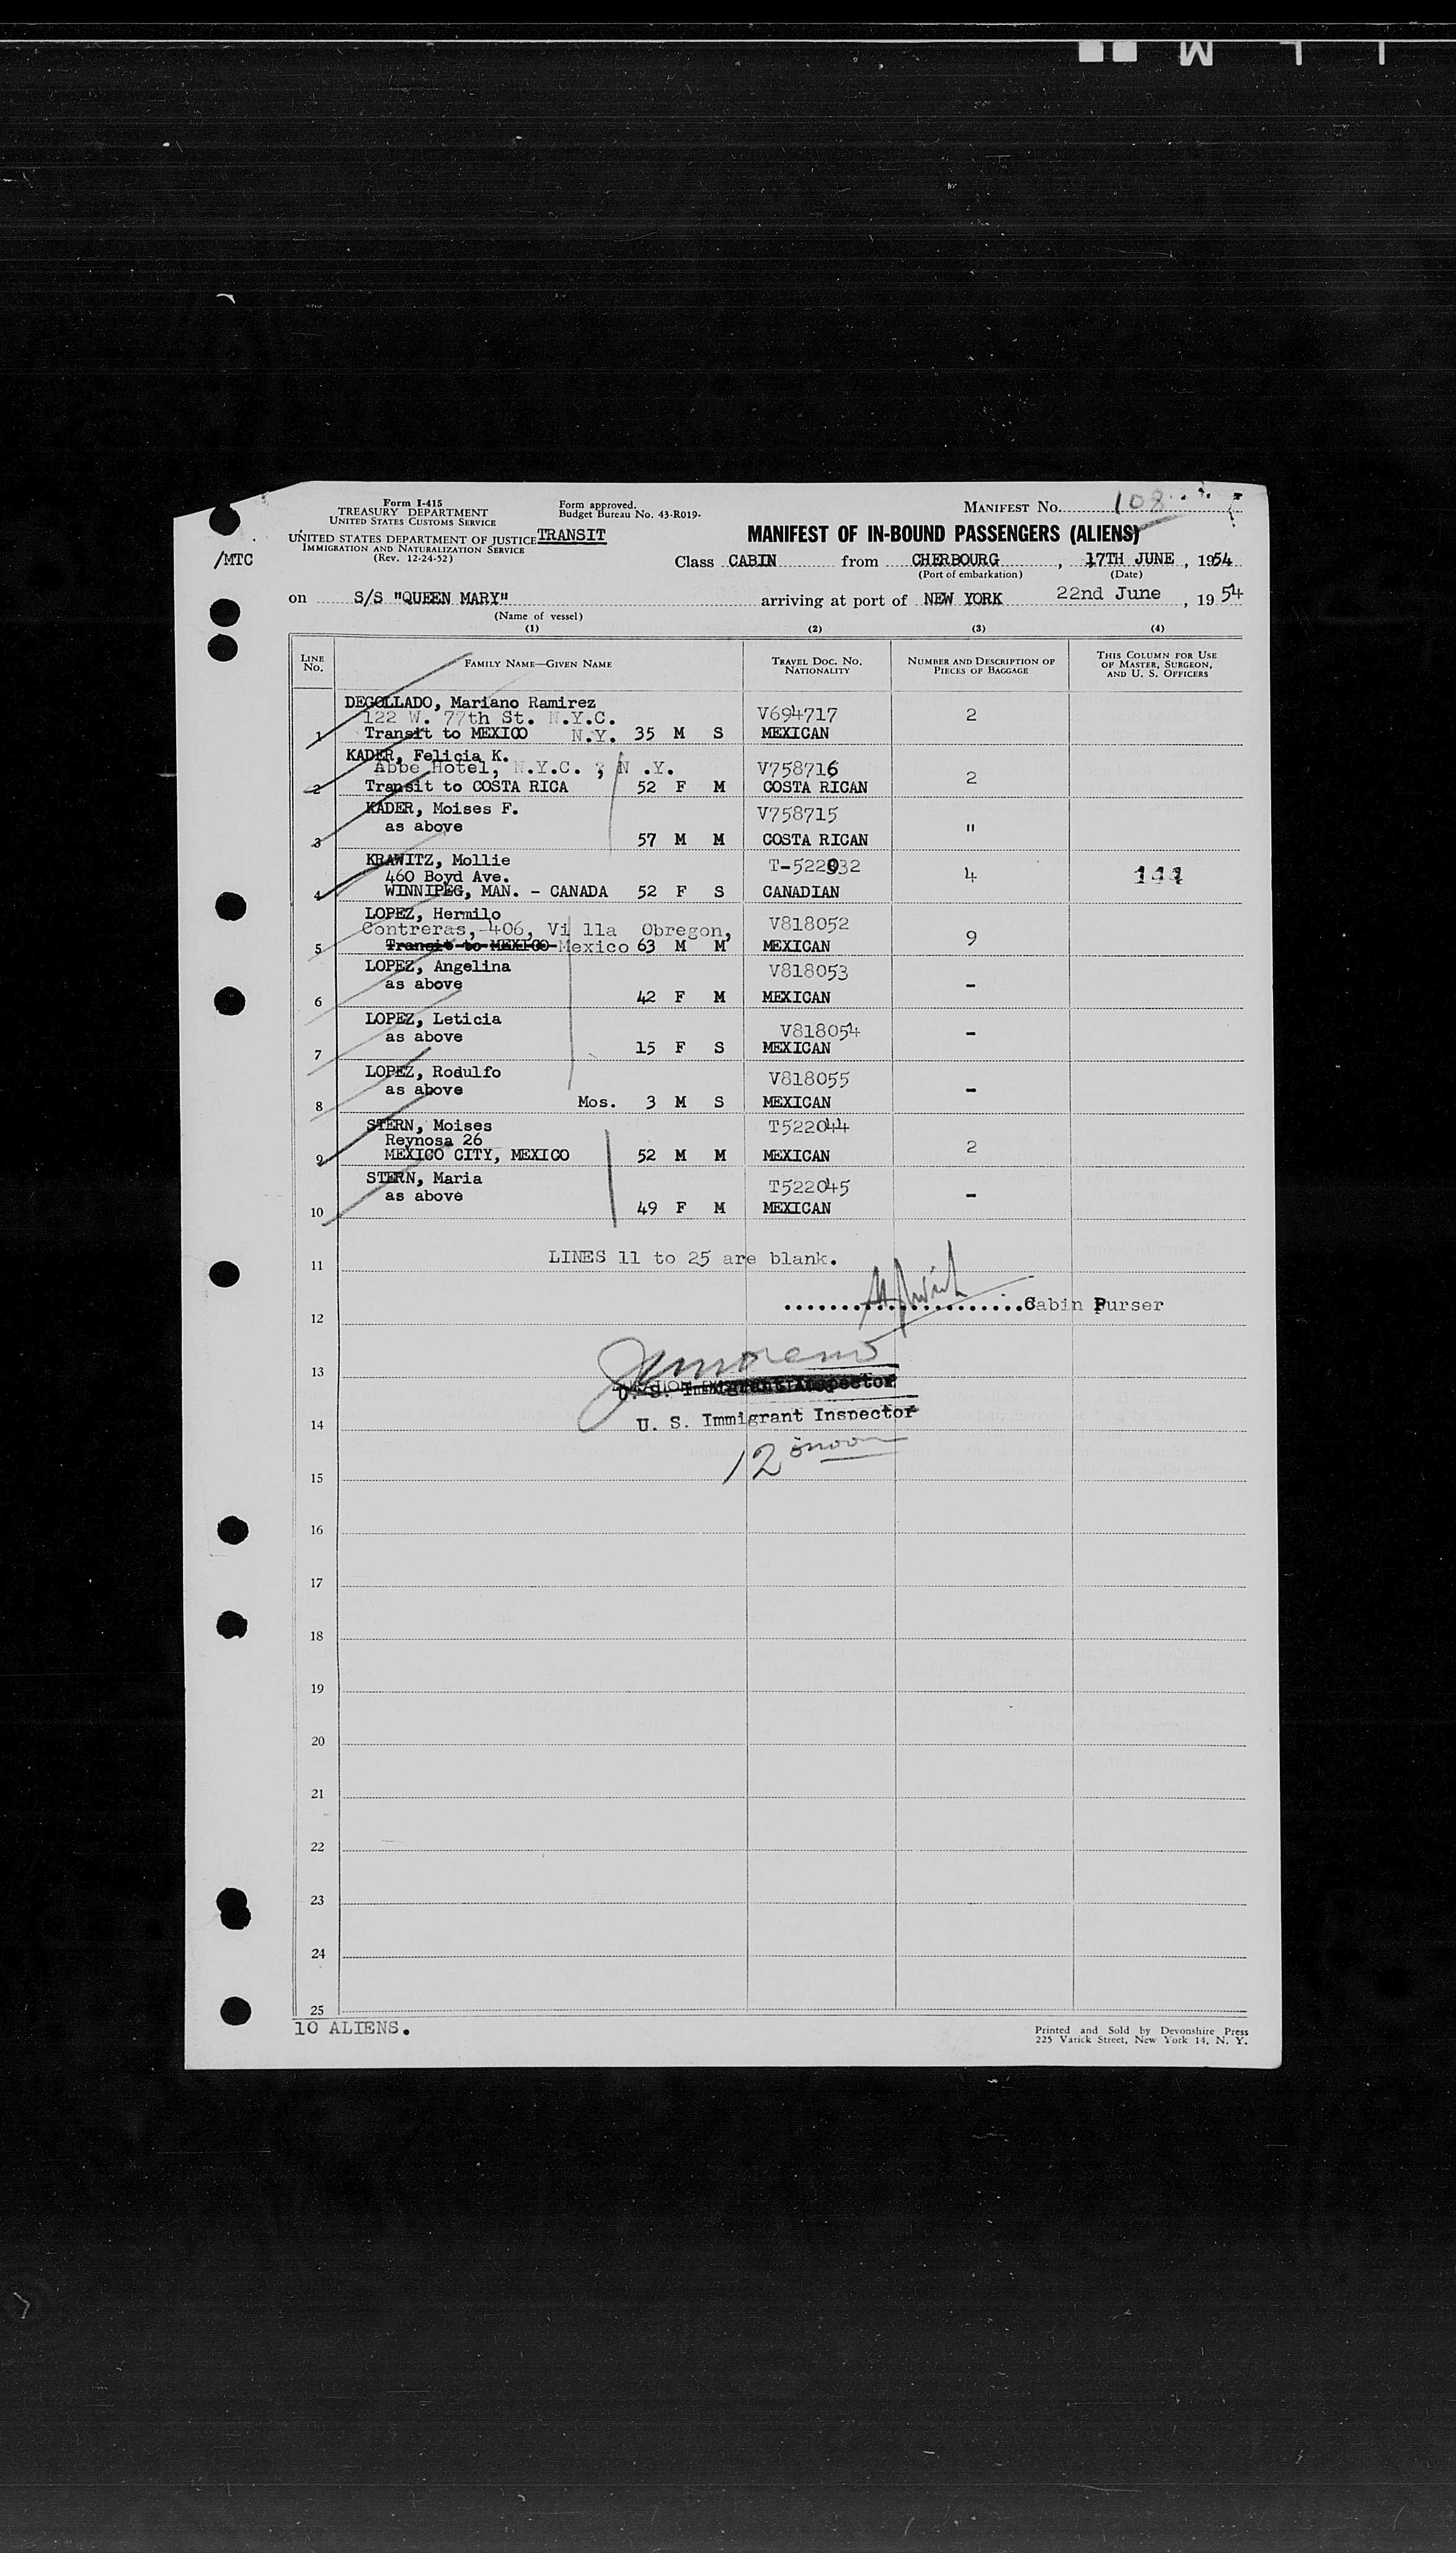 Form I-415
TREASURY DEPARTMENT
UNITED STATES CUSTOMS SERVICE
UNITED STATES DEPARTMENT OF JUSTICE
IMMIGRATION AND NATURALIZATION SERVICE
(Rev. 12-24-52)
Form approved.
Budget Bureau No. 43-R019-
TRANSIT
MANIFEST NO. 108
MANIFEST OF IN-BOUND PASSENGERS (ALIENS)
/MTC
Class CABIN from CHERBOURG, 17TH JUNE, 1954
(Port of embarkation) (Date)
on S/S "QUEEN MARY" arriving at port of NEW YORK 22nd June, 1954
(Name of vessel)
(1) (2) (3) (4)
LINE NO.
FAMILY NAME—GIVEN NAME
TRAVEL DOC. NO. NATIONALITY
NUMBER AND DESCRIPTION OF PIECES OF BAGGAGE
THIS COLUMN FOR USE OF MASTER, SURGEON, AND U. S. OFFICERS
DEGOLLADO, Mariano Ramirez
122 W. 77th St. N.Y.C. V694717 2
1 Transit to MEXICO N.Y. 35 M S MEXICAN
KADER, Felicia K.
Abbe Hotel, N.Y.C. ; N .Y. V758716 2
2 Transit to COSTA RICA 52 F M COSTA RICAN
KADER, Moises F. V758715
as above "
3 57 M M COSTA RICAN
KRAWITZ, Mollie T-522932
460 Boyd Ave. 4 111
4 WINNIPEG, MAN. - CANADA 52 F S CANADIAN
LOPEZ, Hermilo
Contreras, 406, Vi lla Obregon, V818052 9
5 Transit to MEXICO Mexico 63 M M MEXICAN
LOPEZ, Angelina V818053
as above -
6 42 F M MEXICAN
LOPEZ, Leticia
as above V818054 -
7 15 F S MEXICAN
LOPEZ, Rodulfo V818055
as above -
8 Mos. 3 M S MEXICAN
STERN, Moises T522044
Reynosa 26 2
9 MEXICO CITY, MEXICO 52 M M MEXICAN
STERN, Maria T522045
as above -
10 49 F M MEXICAN
LINES 11 to 25 are blank.
11
Cabin Purser
12
13
U. S. Immigrant Inspector
U. S. Immigrant Inspector
14
12 noon
15
16
17
18
19
20
21
22
23
24
25
10 ALIENS.
Printed and Sold by Devonshire Press
225 Varick Street, New York 14, N. Y.